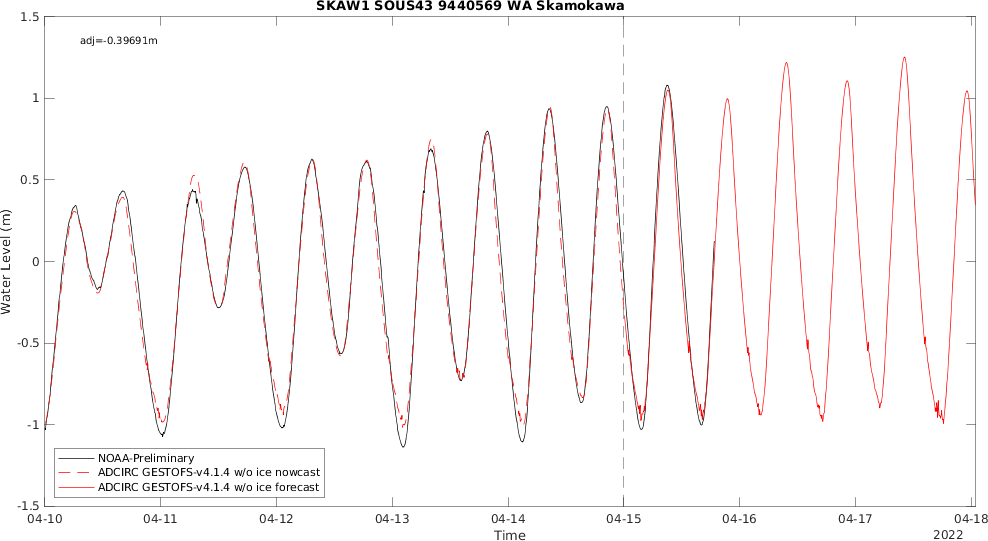 SKAW1 SOUS43 9440569 WA Skamokawa
adj=-0.39691m
1.5
1
0.5
0
-0.5
-1
-1.5
Water Level (m)
NOAA-Preliminary
ADCIRC GESTOFS-v4.1.4 w/o ice nowcast
ADCIRC GESTOFS-v4.1.4 w/o ice forecast
04-10 04-11 04-12 04-13 04-14 04-15 04-16 04-17 04-18
Time
2022